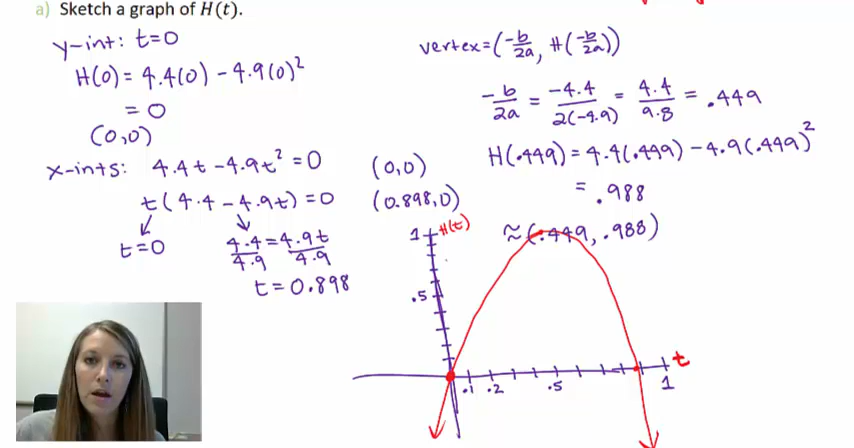 a) Sketch a graph of H(t).
y-int: t=0
H(0) = 4.4(0) - 4.9(0)²
= 0
(0,0)
x-ints: 4.4t - 4.9t² = 0
t(4.4 - 4.9t) = 0
t=0
4.4 = 4.9t
4.9 4.9
t = 0.898
(0,0)
(0.898,0)
vertex = (-b/2a, H(-b/2a))
-b/2a = -4.4/2(-4.9) = 4.4/9.8 = .449
H(.449) = 4.4(.449) - 4.9(.449)²
= .988
≈ (.449, .988)
1 H(t)
.5
.1 .2 .5 1 t